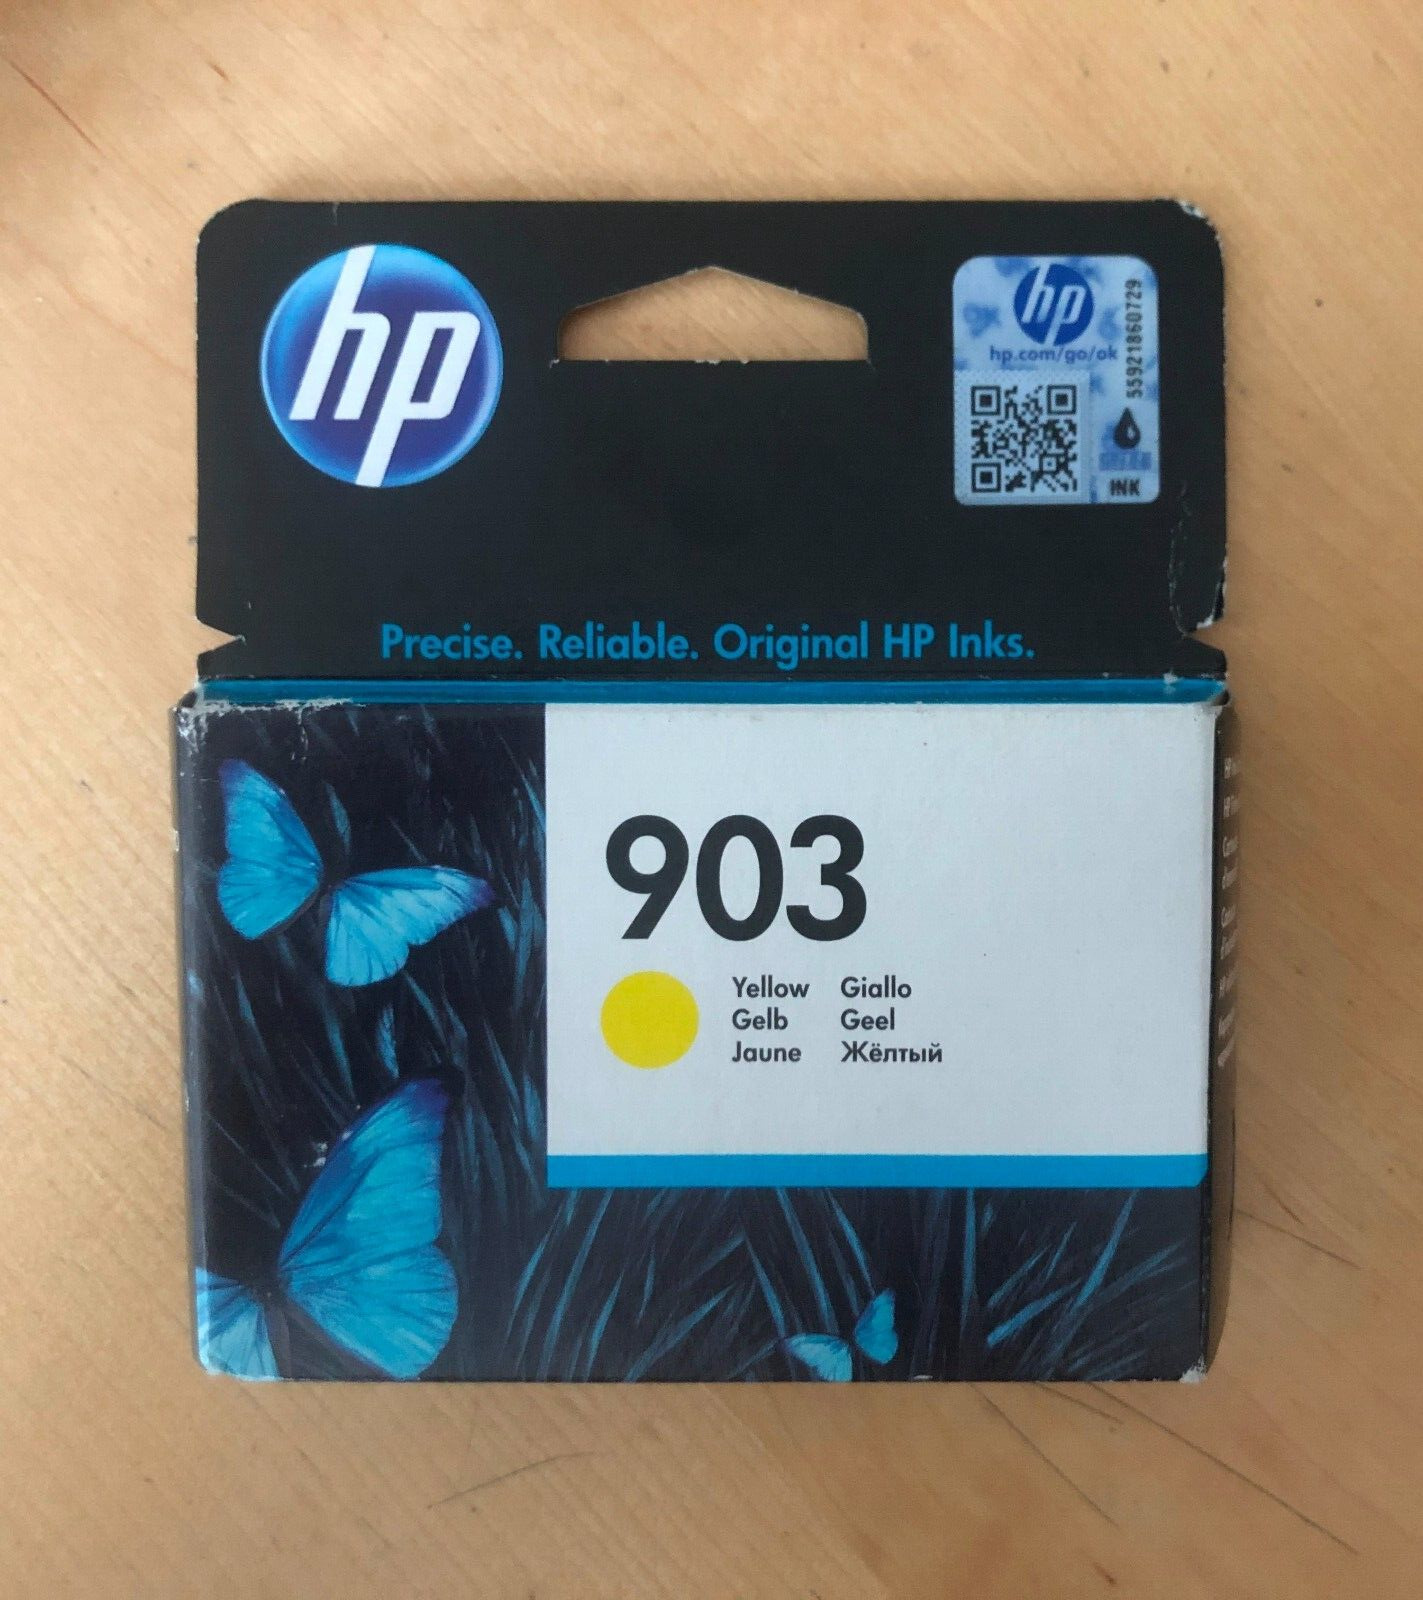 hp
hp
hp.com/go/ok
55921860729
INK
Precise. Reliable. Original HP Inks.
903
Yellow Giallo
Gelb Geel
Jaune Жёлтый